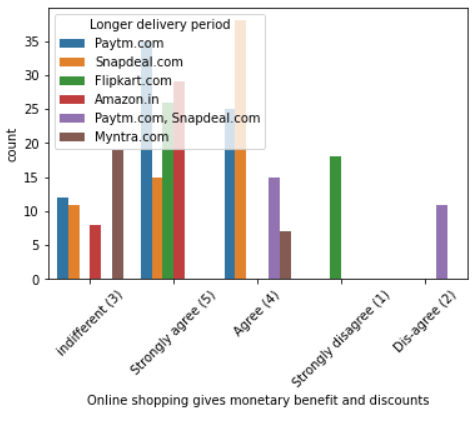 Longer delivery period
Paytm.com
Snapdeal.com
Flipkart.com
Amazon.in
Paytm.com, Snapdeal.com
Myntra.com
35
30
25
20
15
10
5
0
count
indifferent (3)
Strongly agree (5)
Agree (4)
Strongly disagree (1)
Dis-agree (2)
Online shopping gives monetary benefit and discounts